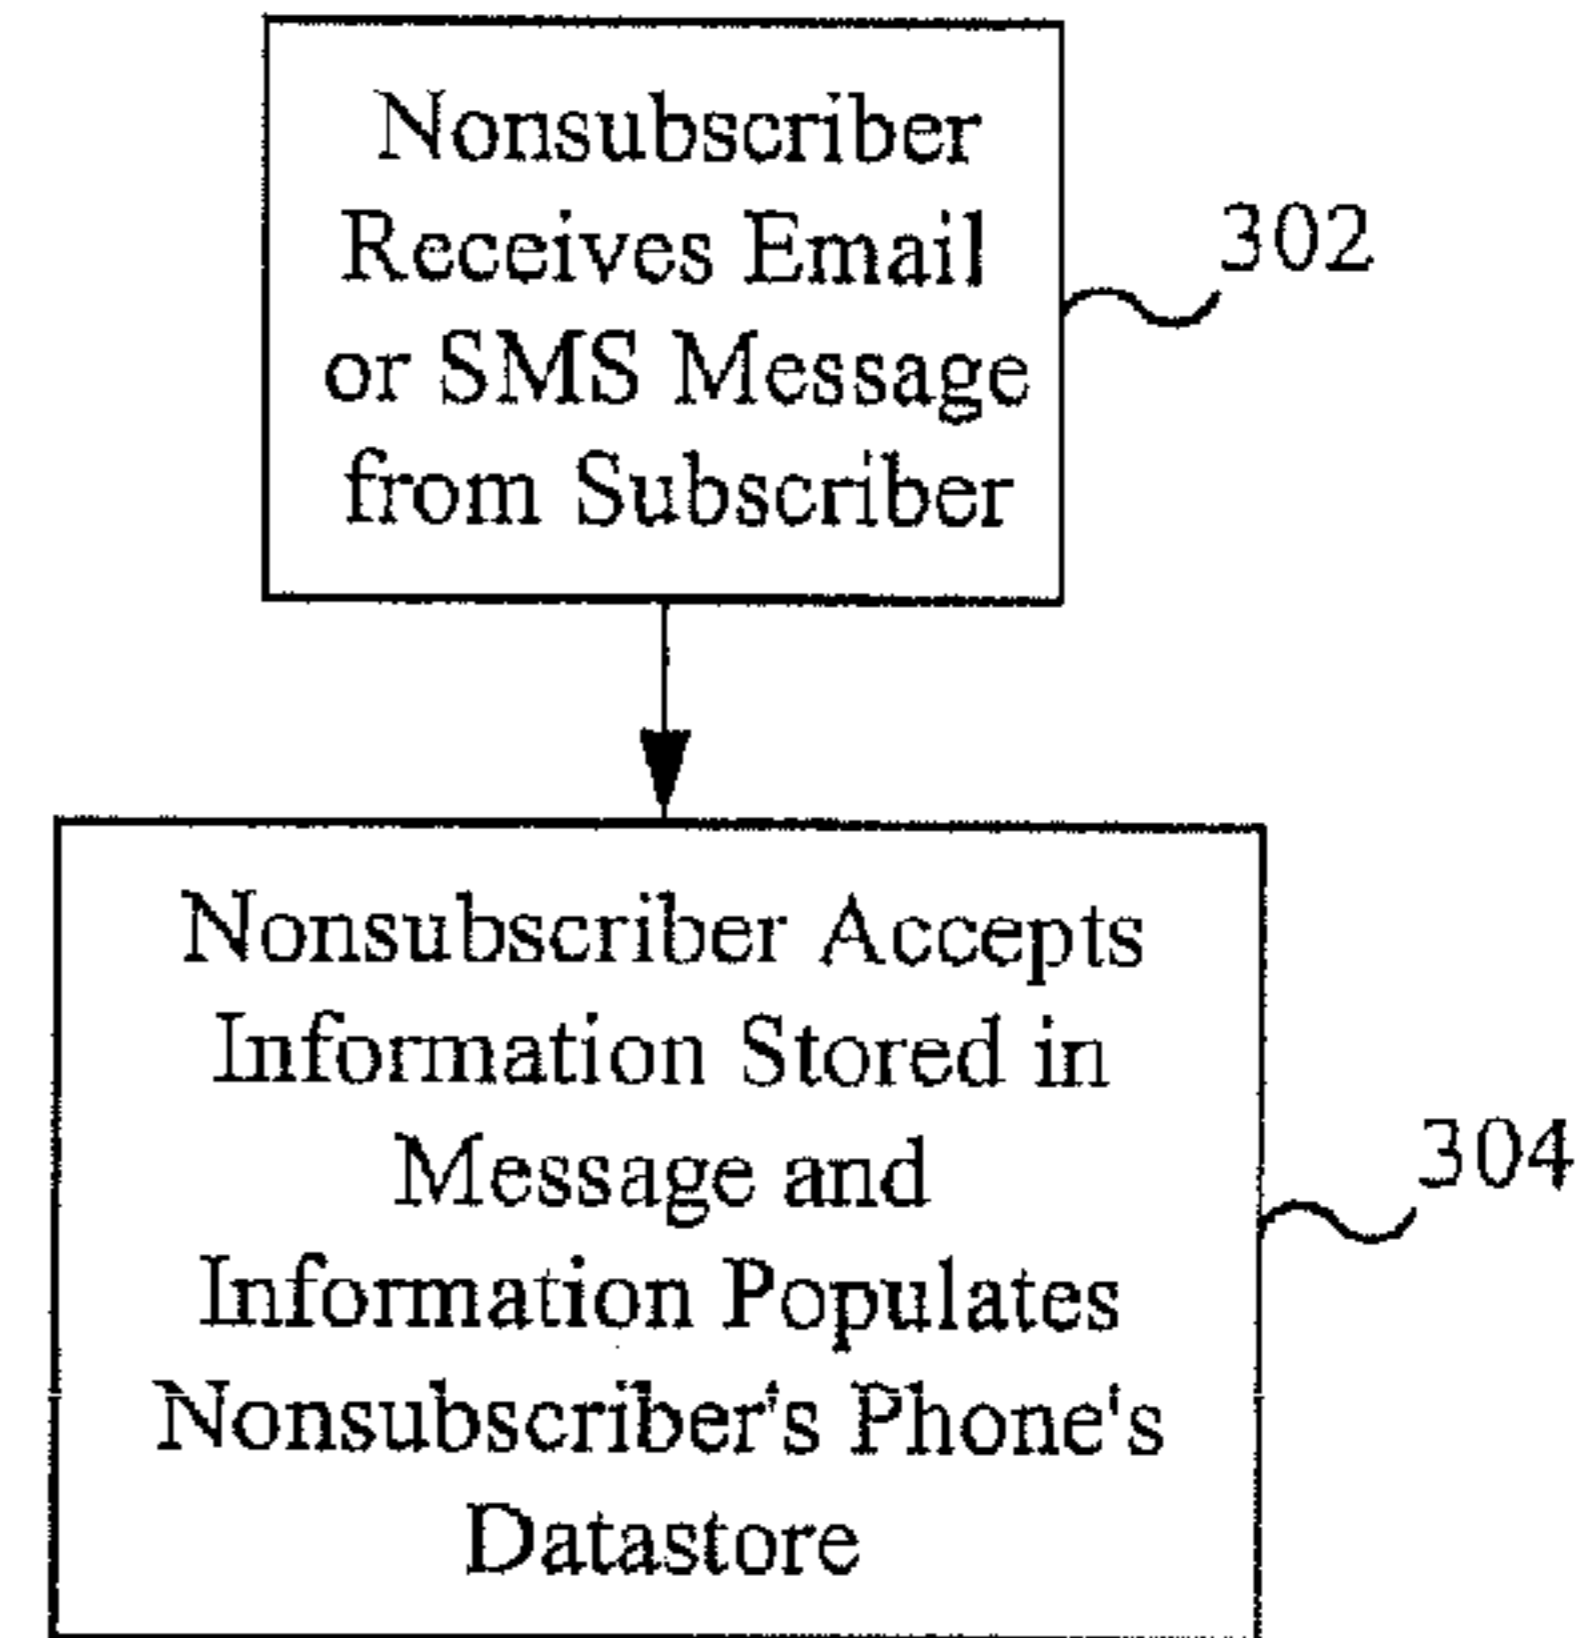 Nonsubscriber
Receives Email
or SMS Message
from Subscriber
302
Nonsubscriber Accepts
Information Stored in
Message and
Information Populates
Nonsubscriber's Phone's
Datastore
304